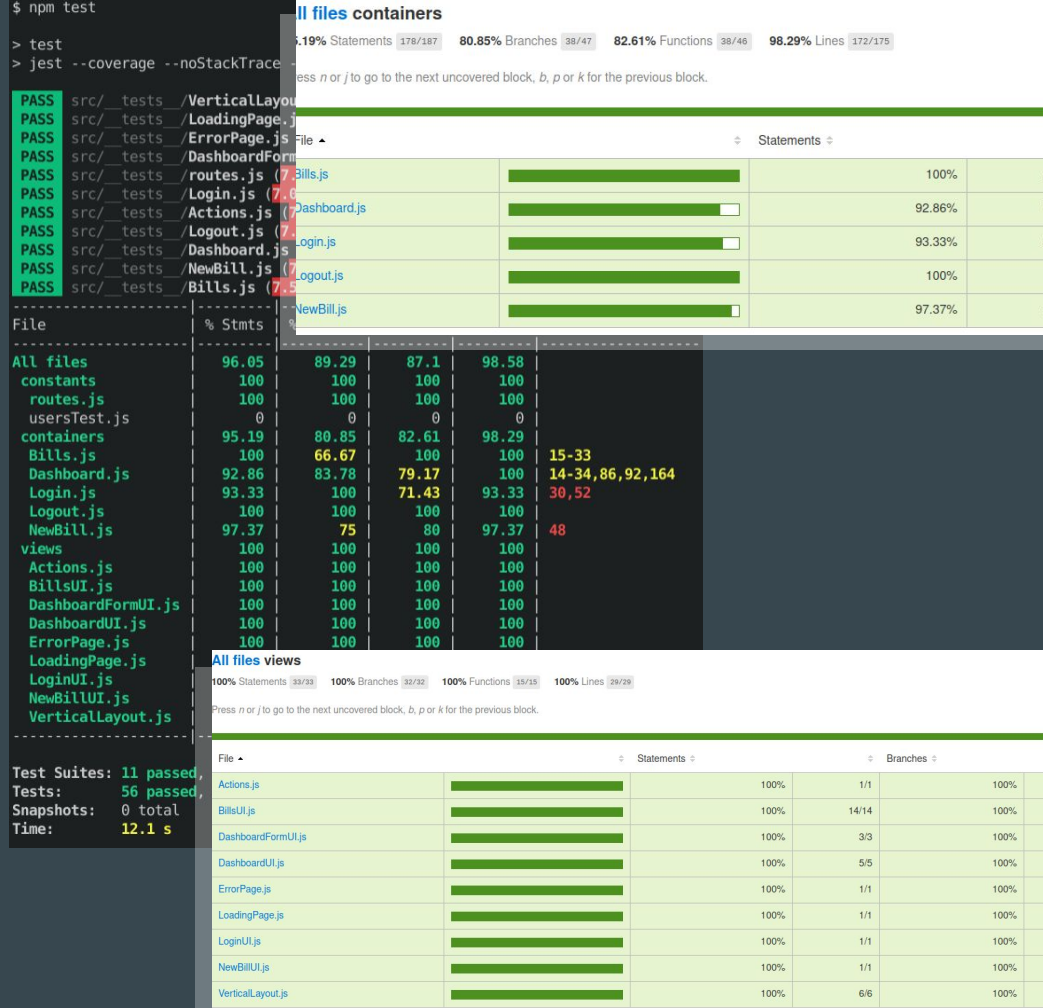 $ npm test
> test
> jest --coverage --noStackTrace
PASS src/__tests__/VerticalLayou
PASS src/__tests__/LoadingPage.j
PASS src/__tests__/ErrorPage.js
PASS src/__tests__/DashboardForm
PASS src/__tests__/routes.js (7.
PASS src/__tests__/Login.js (7.0
PASS src/__tests__/Actions.js (7
PASS src/__tests__/Logout.js (7.
PASS src/__tests__/Dashboard.js
PASS src/__tests__/NewBill.js (7
PASS src/__tests__/Bills.js (7.5
File | % Stmts | %
All files | 96.05 | 89.29 | 87.1 | 98.58 |
constants | 100 | 100 | 100 | 100 |
routes.js | 100 | 100 | 100 | 100 |
usersTest.js | 0 | 0 | 0 | 0 |
containers | 95.19 | 80.85 | 82.61 | 98.29 |
Bills.js | 100 | 66.67 | 100 | 100 | 15-33
Dashboard.js | 92.86 | 83.78 | 79.17 | 100 | 14-34,86,92,164
Login.js | 93.33 | 100 | 71.43 | 93.33 | 30,52
Logout.js | 100 | 100 | 100 | 100 |
NewBill.js | 97.37 | 75 | 80 | 97.37 | 48
views | 100 | 100 | 100 | 100 |
Actions.js | 100 | 100 | 100 | 100 |
BillsUI.js | 100 | 100 | 100 | 100 |
DashboardFormUI.js | 100 | 100 | 100 | 100 |
DashboardUI.js | 100 | 100 | 100 | 100 |
ErrorPage.js | 100 | 100 | 100 | 100 |
LoadingPage.js |
LoginUI.js |
NewBillUI.js |
VerticalLayout.js |
Test Suites: 11 passed,
Tests: 56 passed,
Snapshots: 0 total
Time: 12.1 s
All files containers
5.19% Statements 178/187 80.85% Branches 38/47 82.61% Functions 38/46 98.29% Lines 172/175
ress n or j to go to the next uncovered block, b, p or k for the previous block.
File Statements
Bills.js 100%
Dashboard.js 92.86%
Login.js 93.33%
Logout.js 100%
NewBill.js 97.37%
All files views
100% Statements 33/33 100% Branches 32/32 100% Functions 15/15 100% Lines 29/29
Press n or j to go to the next uncovered block, b, p or k for the previous block.
File Statements Branches
Actions.js 100% 1/1 100%
BillsUI.js 100% 14/14 100%
DashboardFormUI.js 100% 3/3 100%
DashboardUI.js 100% 5/5 100%
ErrorPage.js 100% 1/1 100%
LoadingPage.js 100% 1/1 100%
LoginUI.js 100% 1/1 100%
NewBillUI.js 100% 1/1 100%
VerticalLayout.js 100% 6/6 100%